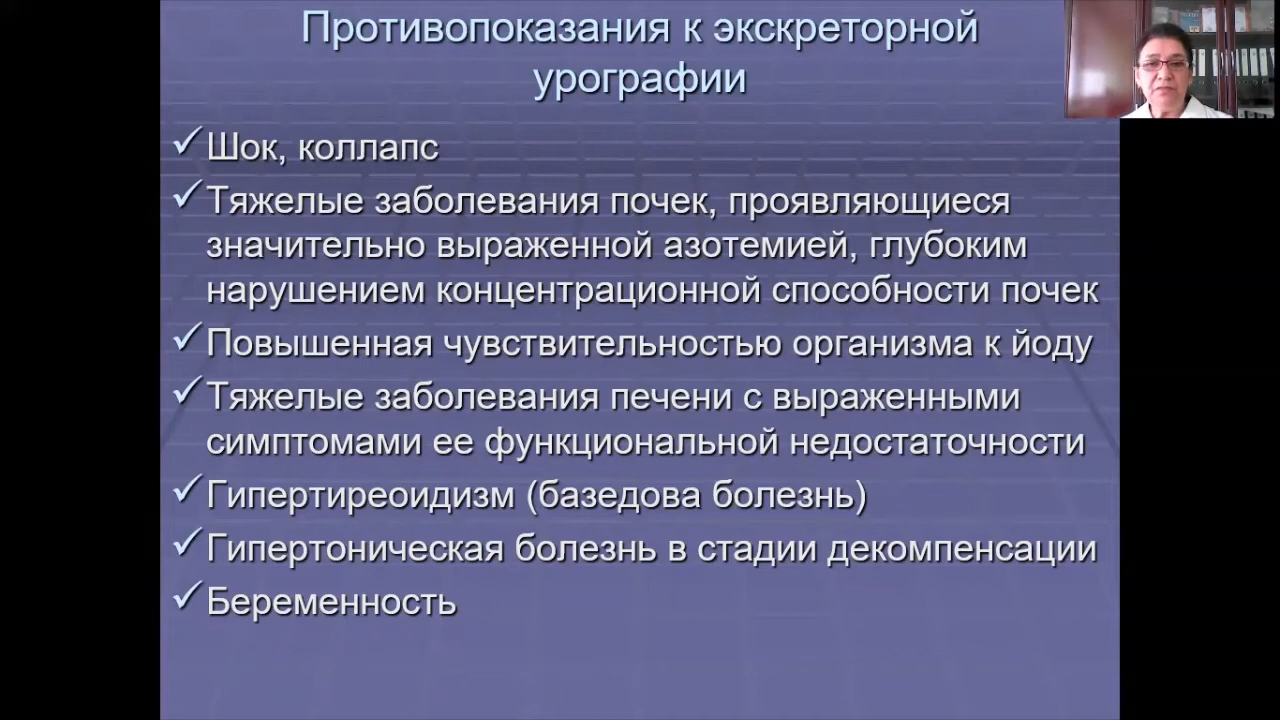 Противопоказания к экскреторной
урографии
Шок, коллапс
Тяжелые заболевания почек, проявляющиеся
значительно выраженной азотемией, глубоким
нарушением концентрационной способности почек
Повышенная чувствительностью организма к йоду
Тяжелые заболевания печени с выраженными
симптомами ее функциональной недостаточности
Гипертиреоидизм (базедова болезнь)
Гипертоническая болезнь в стадии декомпенсации
Беременность